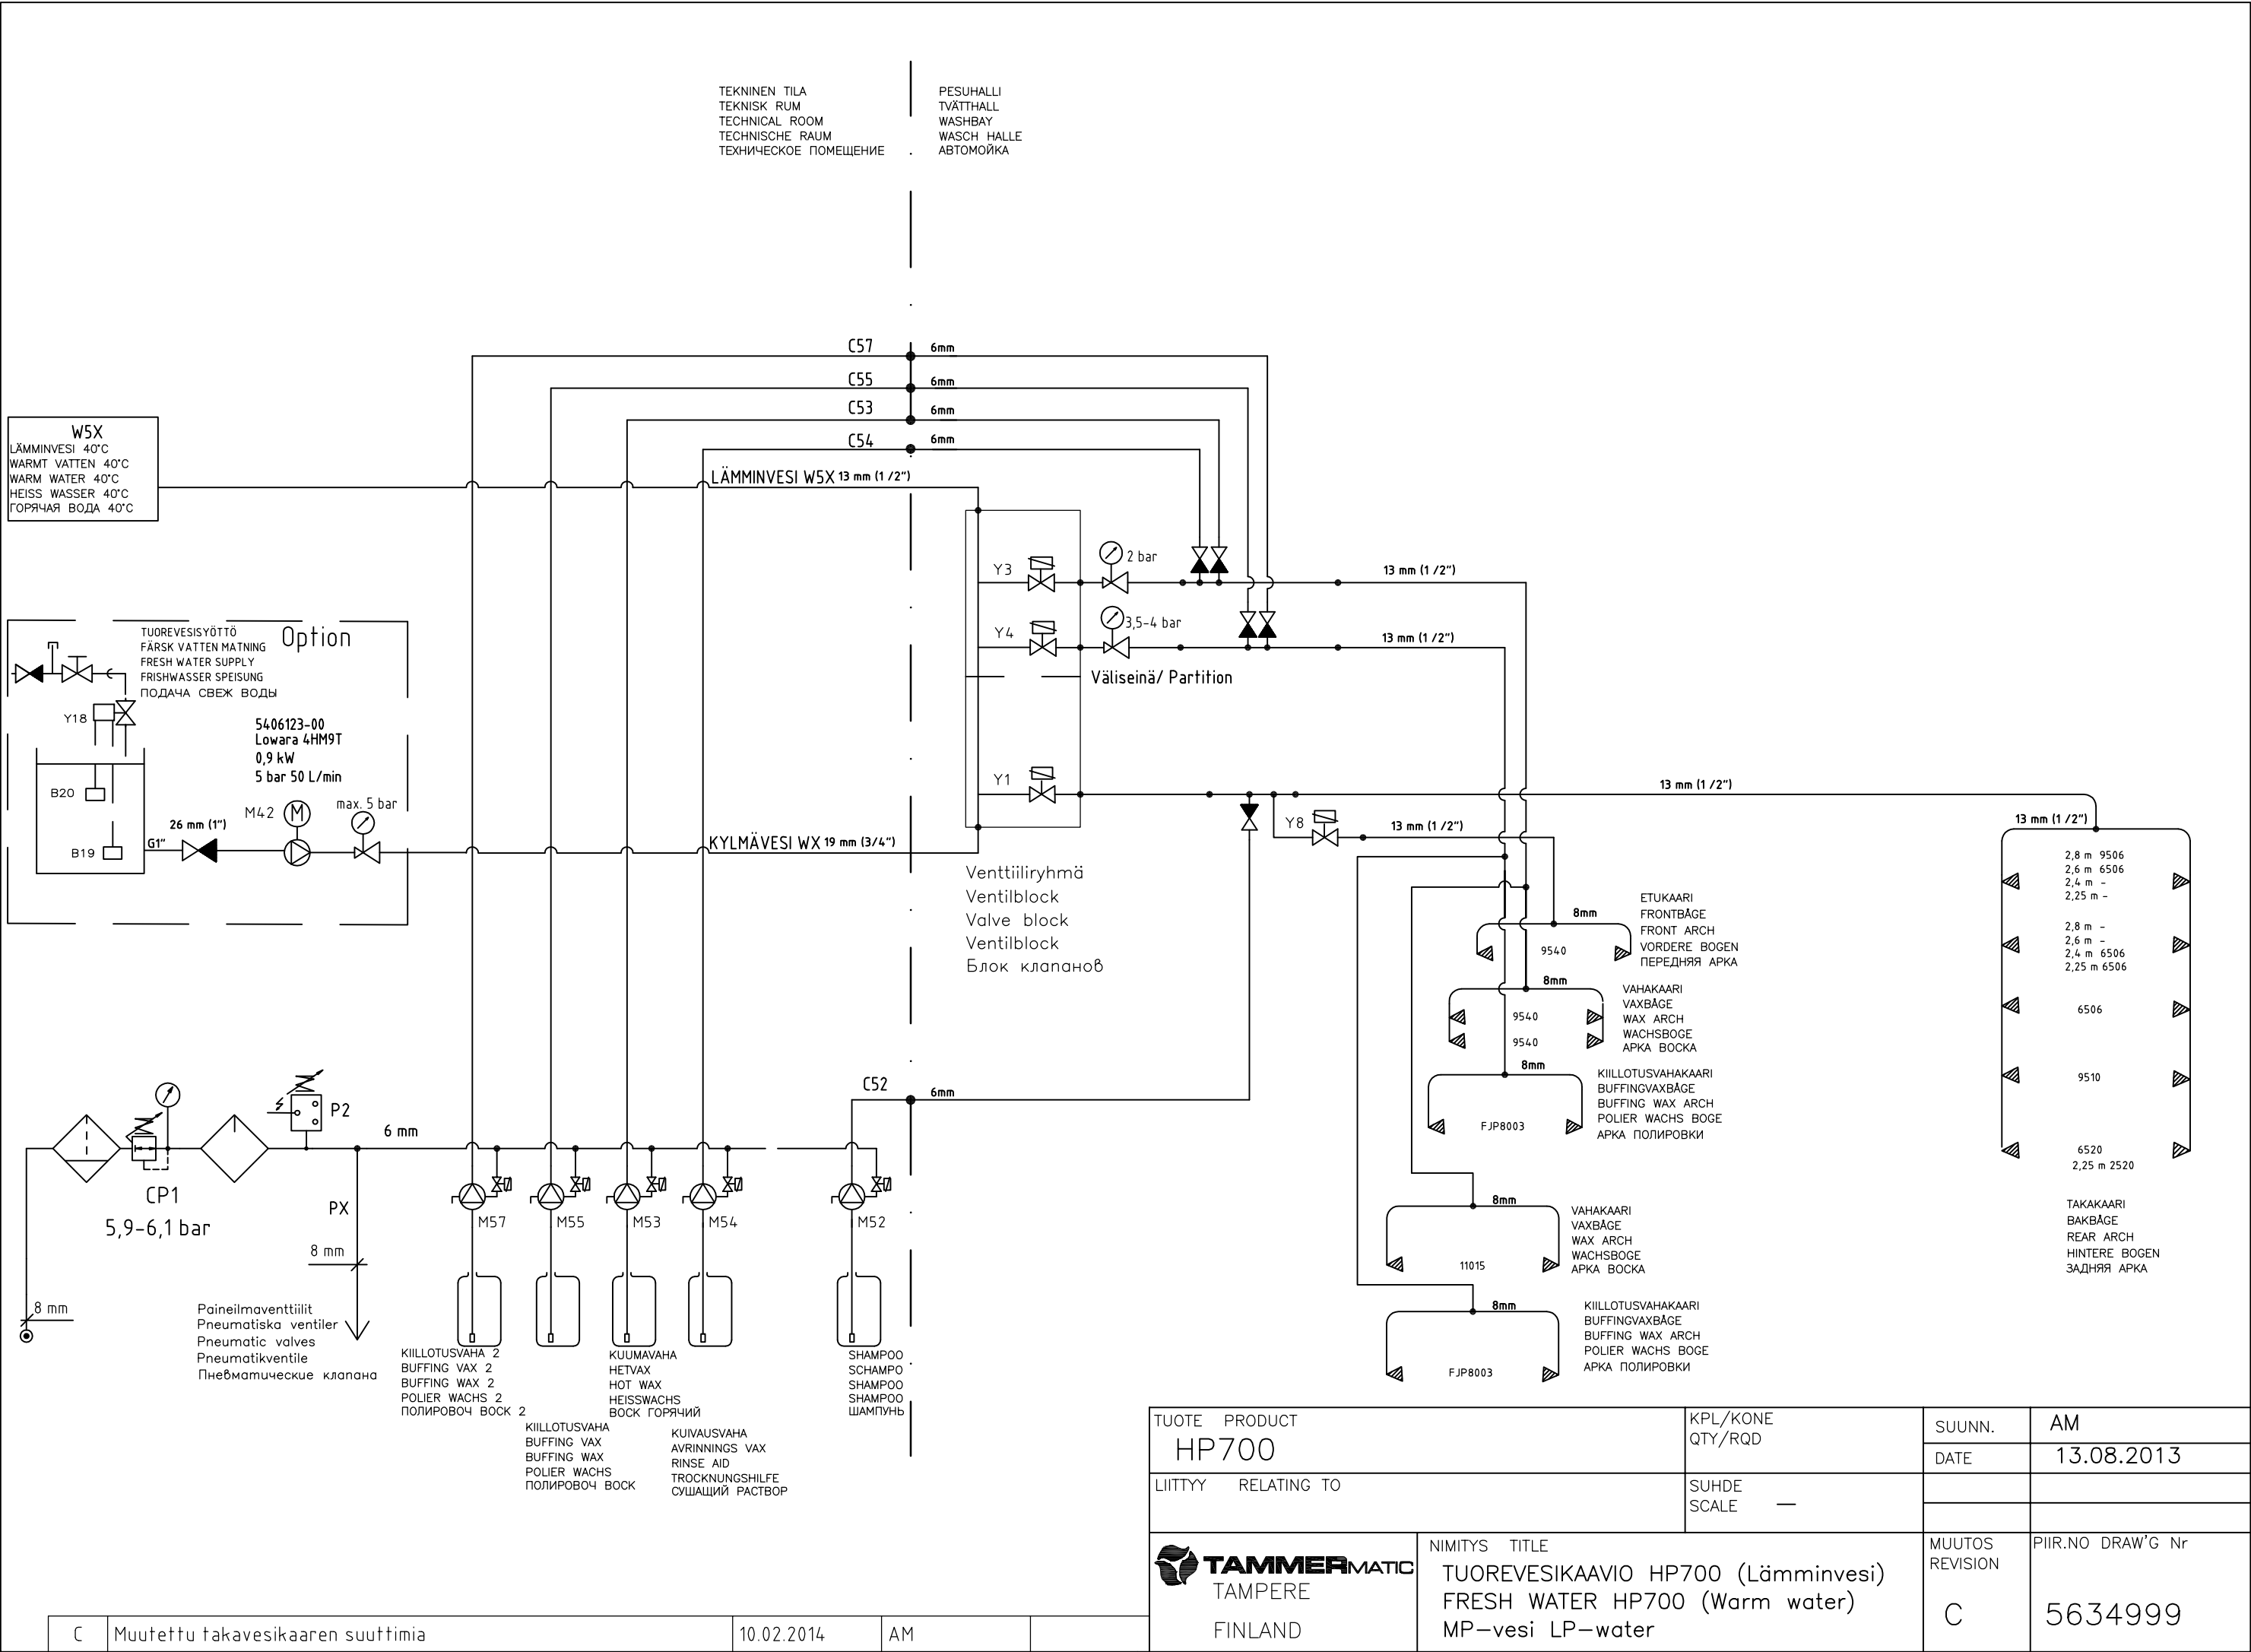 TEKNINEN TILA
TEKNISK RUM
TECHNICAL ROOM
TECHNISCHE RAUM
ТЕХНИЧЕСКОЕ ПОМЕЩЕНИЕ
PESUHALLI
TVÄTTHALL
WASHBAY
WASCH HALLE
АВТОМОЙКА
C57 6mm
C55 6mm
C53 6mm
C54 6mm
W5X
LÄMMINVESI 40°C
WARMT VATTEN 40°C
WARM WATER 40°C
HEISS WASSER 40°C
ГОРЯЧАЯ ВОДА 40°C
LÄMMINVESI W5X 13 mm (1 /2")
Y3
2 bar
13 mm (1 /2")
Y4
3,5-4 bar
13 mm (1 /2")
Väliseinä/ Partition
Y1
13 mm (1 /2")
Y8
13 mm (1 /2")
13 mm (1 /2")
TUOREVESISYÖTTÖ
FÄRSK VATTEN MATNING
FRESH WATER SUPPLY
FRISHWASSER SPEISUNG
ПОДАЧА СВЕЖ ВОДЫ
Option
Y18
5406123-00
Lowara 4HM9T
0,9 kW
5 bar 50 L/min
B20
B19
G1"
26 mm (1")
M42
M
max. 5 bar
KYLMÄVESI WX 19 mm (3/4")
Venttiiliryhmä
Ventilblock
Valve block
Ventilblock
Блок клапанов
8mm
9540
ETUKAARI
FRONTBÅGE
FRONT ARCH
VORDERE BOGEN
ПЕРЕДНЯЯ АРКА
8mm
9540
9540
VAHAKAARI
VAXBÅGE
WAX ARCH
WACHSBOGE
АРКА ВОСКА
8mm
FJP8003
KIILLOTUSVAHAKAARI
BUFFINGVAXBÅGE
BUFFING WAX ARCH
POLIER WACHS BOGE
АРКА ПОЛИРОВКИ
8mm
11015
VAHAKAARI
VAXBÅGE
WAX ARCH
WACHSBOGE
АРКА ВОСКА
8mm
FJP8003
KIILLOTUSVAHAKAARI
BUFFINGVAXBÅGE
BUFFING WAX ARCH
POLIER WACHS BOGE
АРКА ПОЛИРОВКИ
2,8 m 9506
2,6 m 6506
2,4 m -
2,25 m -
2,8 m -
2,6 m -
2,4 m 6506
2,25 m 6506
6506
9510
6520
2,25 m 2520
TAKAKAARI
BAKBÅGE
REAR ARCH
HINTERE BOGEN
ЗАДНЯЯ АРКА
C52 6mm
P2
6 mm
CP1
5,9-6,1 bar
PX
8 mm
8 mm
Paineilmaventtiilit
Pneumatiska ventiler
Pneumatic valves
Pneumatikventile
Пневматические клапана
M57
M55
M53
M54
M52
KIILLOTUSVAHA 2
BUFFING VAX 2
BUFFING WAX 2
POLIER WACHS 2
ПОЛИРОВОЧ ВОСК 2
KIILLOTUSVAHA
BUFFING VAX
BUFFING WAX
POLIER WACHS
ПОЛИРОВОЧ ВОСК
KUUMAVAHA
HETVAX
HOT WAX
HEISSWACHS
ВОСК ГОРЯЧИЙ
KUIVAUSVAHA
AVRINNINGS VAX
RINSE AID
TROCKNUNGSHILFE
СУШАЩИЙ РАСТВОР
SHAMPOO
SCHAMPO
SHAMPOO
SHAMPOO
ШАМПУНЬ
TUOTE PRODUCT
HP700
KPL/KONE
QTY/RQD
SUUNN. AM
DATE 13.08.2013
LIITTYY RELATING TO
SUHDE
SCALE —
TAMMERMATIC
TAMPERE
FINLAND
NIMITYS TITLE
TUOREVESIKAAVIO HP700 (Lämminvesi)
FRESH WATER HP700 (Warm water)
MP-vesi LP-water
MUUTOS
REVISION
C
PIIR.NO DRAW'G Nr
5634999
C Muutettu takavesikaaren suuttimia 10.02.2014 AM